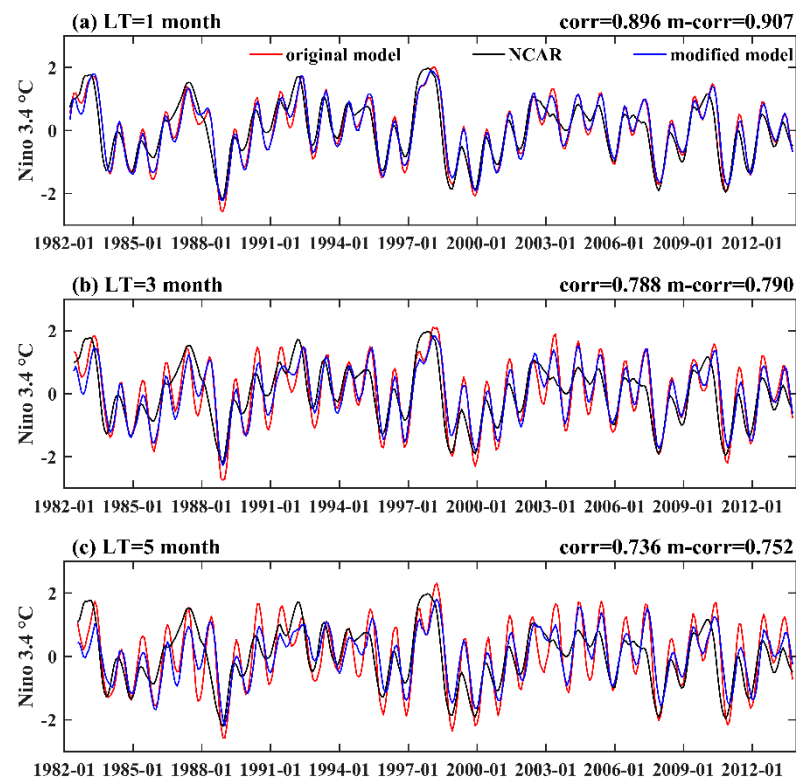 (a) LT=1 month corr=0.896 m-corr=0.907
original model NCAR modified model
Nino 3.4 °C
2
0
-2
1982-01 1985-01 1988-01 1991-01 1994-01 1997-01 2000-01 2003-01 2006-01 2009-01 2012-01
(b) LT=3 month corr=0.788 m-corr=0.790
Nino 3.4 °C
2
0
-2
1982-01 1985-01 1988-01 1991-01 1994-01 1997-01 2000-01 2003-01 2006-01 2009-01 2012-01
(c) LT=5 month corr=0.736 m-corr=0.752
Nino 3.4 °C
2
0
-2
1982-01 1985-01 1988-01 1991-01 1994-01 1997-01 2000-01 2003-01 2006-01 2009-01 2012-01